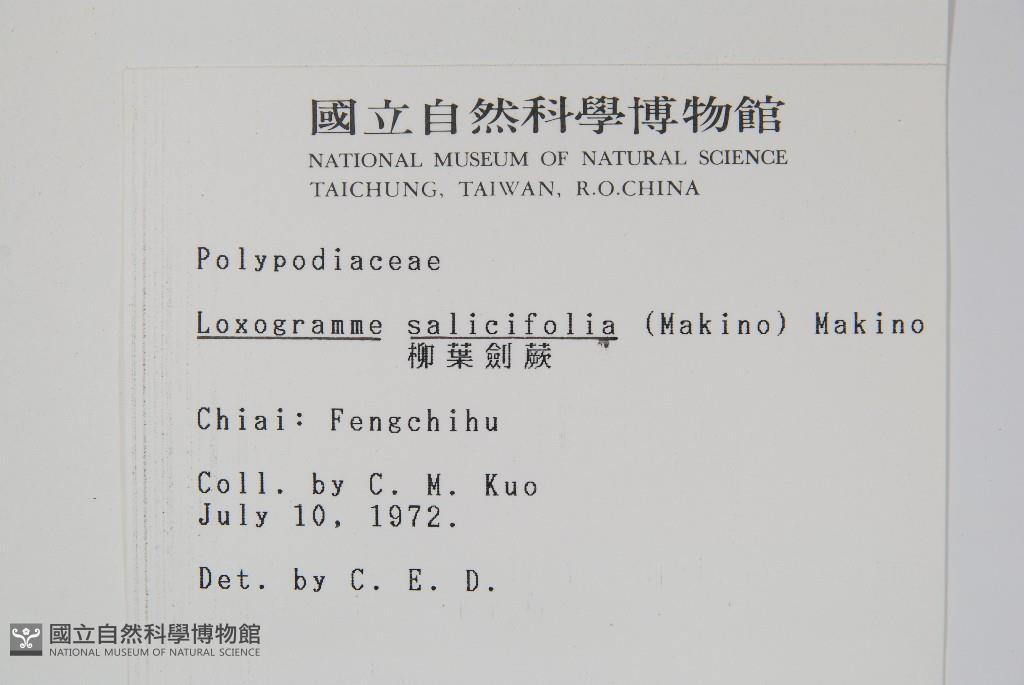 國立自然科學博物館
NATIONAL MUSEUM OF NATURAL SCIENCE
TAICHUNG, TAIWAN, R.O.CHINA
Polypodiaceae
Loxogramme salicifolia (Makino) Makino
柳葉劍蕨
Chiai: Fengchihu
Coll. by C. M. Kuo
July 10, 1972.
Det. by C. E. D.
國立自然科學博物館
NATIONAL MUSEUM OF NATURAL SCIENCE